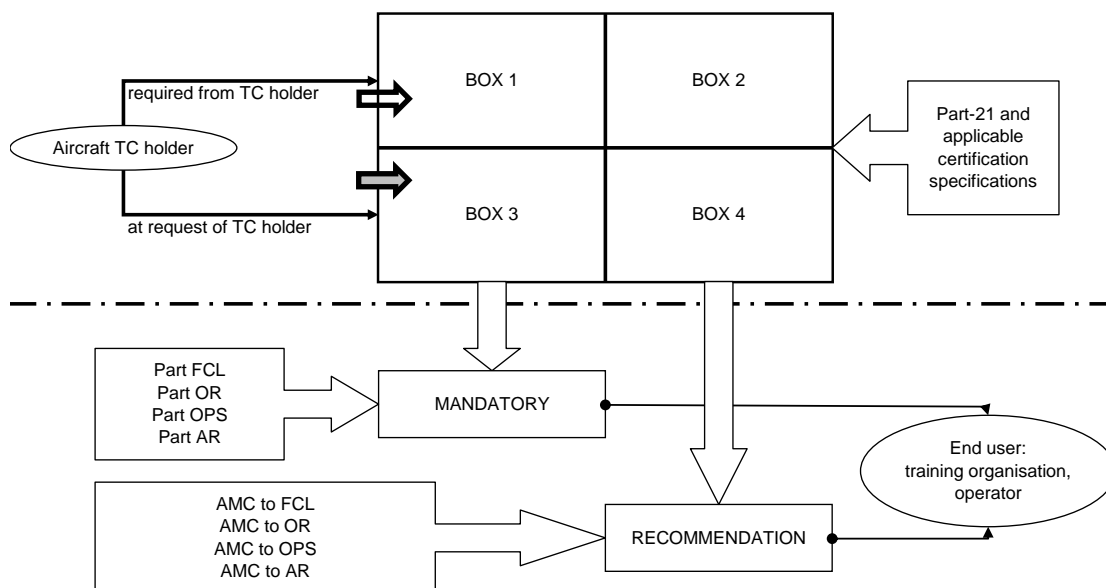 BOX 1
BOX 2
required from TC holder
Aircraft TC holder
Part-21 and
applicable
certification
specifications
BOX 3
BOX 4
at request of TC holder
Part FCL
Part OR
Part OPS
Part AR
MANDATORY
End user:
training organisation,
operator
AMC to FCL
AMC to OR
AMC to OPS
AMC to AR
RECOMMENDATION